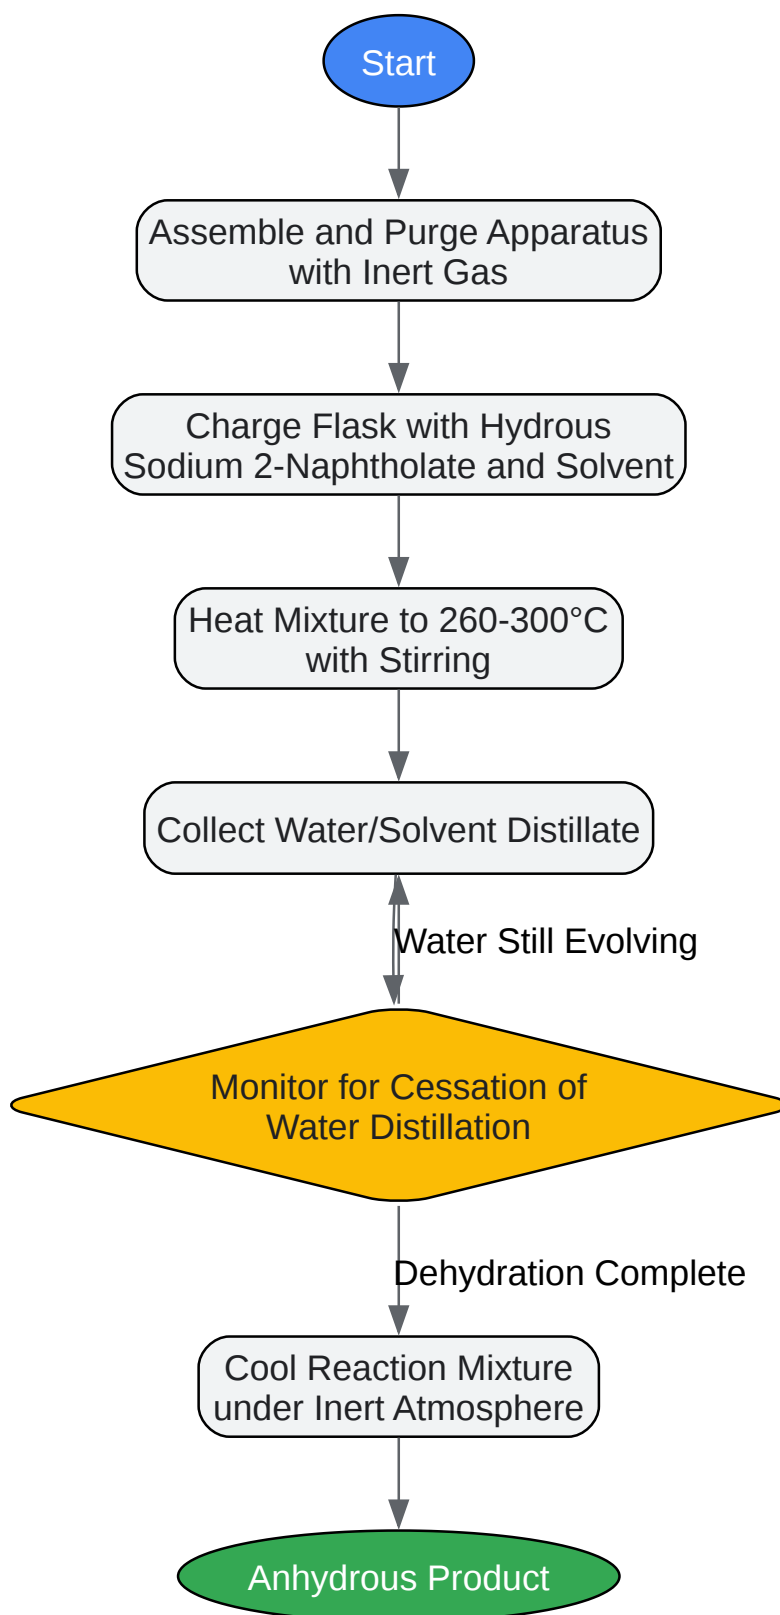 Start
Assemble and Purge Apparatus
with Inert Gas
Charge Flask with Hydrous
Sodium 2-Naphtholate and Solvent
Heat Mixture to 260-300°C
with Stirring
Collect Water/Solvent Distillate
Water Still Evolving
Monitor for Cessation of
Water Distillation
Dehydration Complete
Cool Reaction Mixture
under Inert Atmosphere
Anhydrous Product